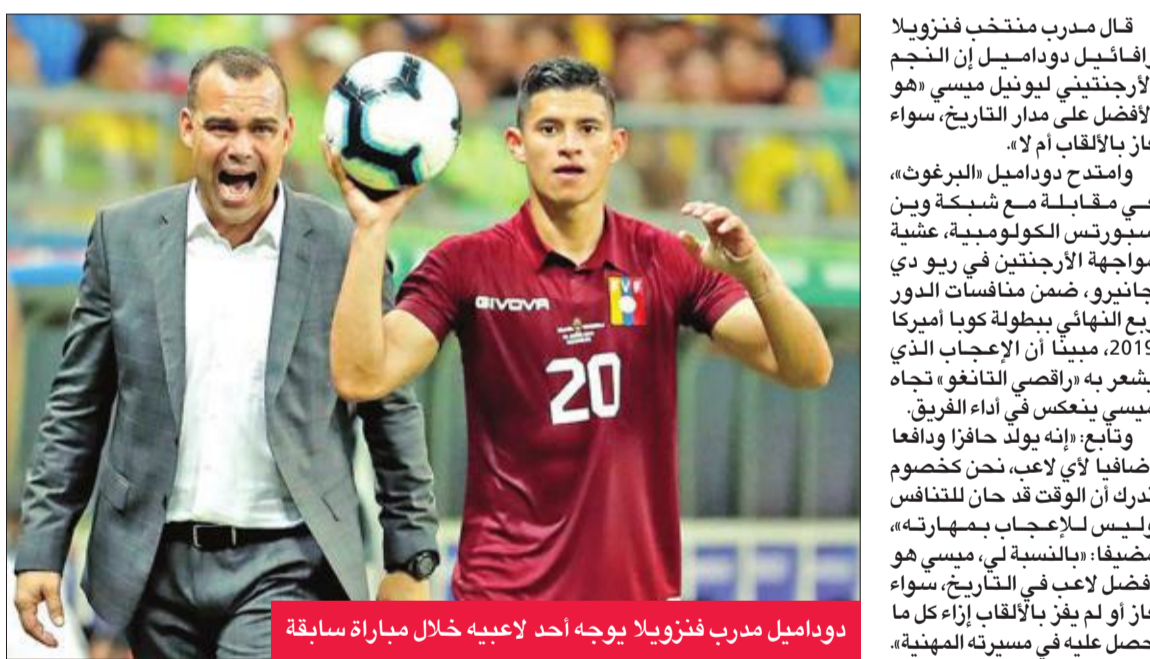 قال مدرب منتخب فنزويلا
رافائيل دوداميل إن النجم
الأرجنتيني ليونيل ميسي «هو
الأفضل على مدار التاريخ، سواء
فاز بالألقاب أم لا».
وامتدح دوداميل «البرغوث»،
في مقابلة مع شبكة وين
سبورتس الكولومبية، عشية
مواجهة الأرجنتين في ريو دي
جانيرو، ضمن منافسات الدور
ربع النهائي ببطولة كوبا أميركا
2019، مبينا أن الإعجاب الذي
يشعر به «راقصي التانغو» تجاه
ميسي ينعكس في أداء الفريق.
وتابع: «إنه يولد حافزا ودافعا
إضافيا لأي لاعب، نحن كخصوم
ندرك أن الوقت قد حان للتنافس
وليس للإعجاب بمهارته»،
مضيفا: «بالنسبة لي، ميسي هو
أفضل لاعب في التاريخ، سواء
فاز أو لم يفز بالألقاب إزاء كل ما
حصل عليه في مسيرته المهنية».
GIVOVA
F V F
20
دوداميل مدرب فنزويلا يوجه أحد لاعبيه خلال مباراة سابقة